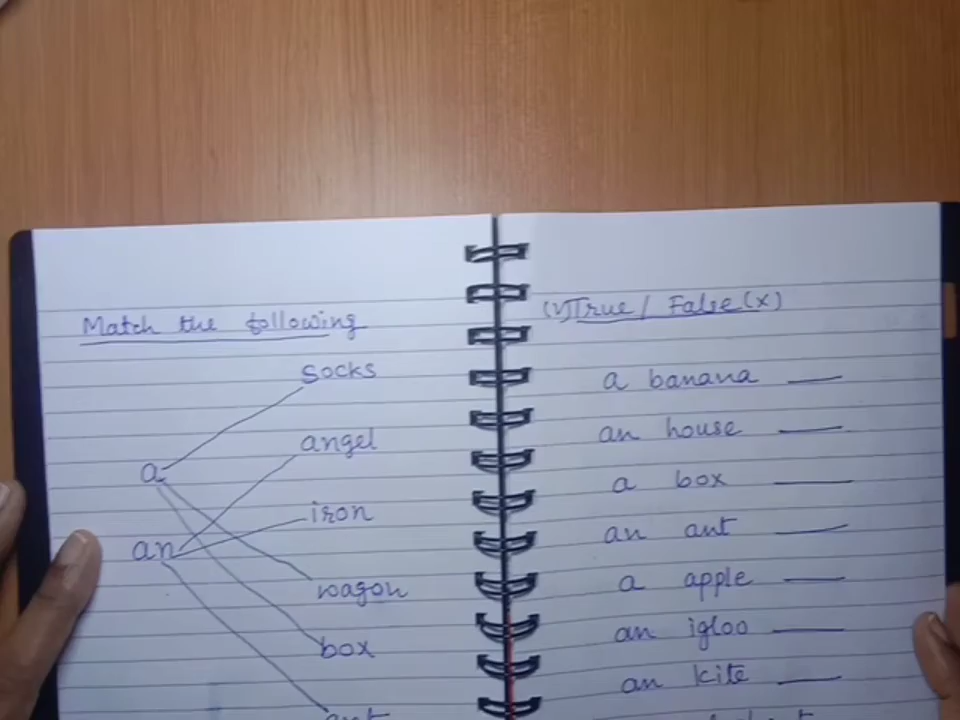 Match the following
socks
angel
a
iron
an
wagon
box
(√)True / False(x)
a banana
an house
a box
an ant
a apple
an igloo
an kite